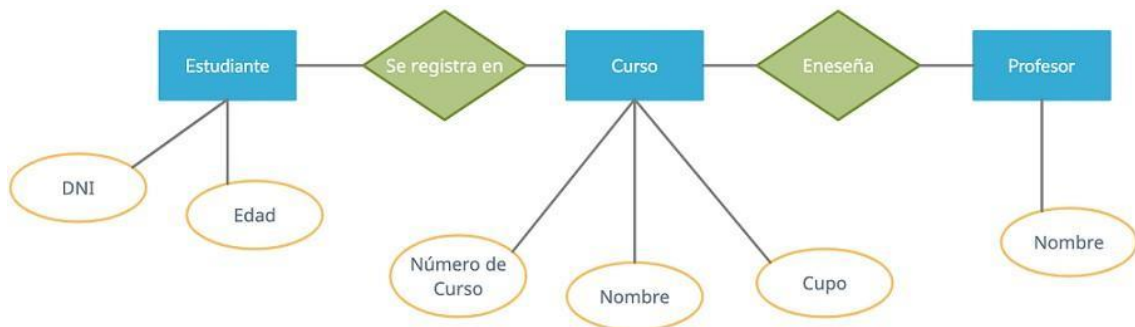 Estudiante
Se registra en
Curso
Eneseña
Profesor
DNI
Edad
Número de
Curso
Nombre
Cupo
Nombre